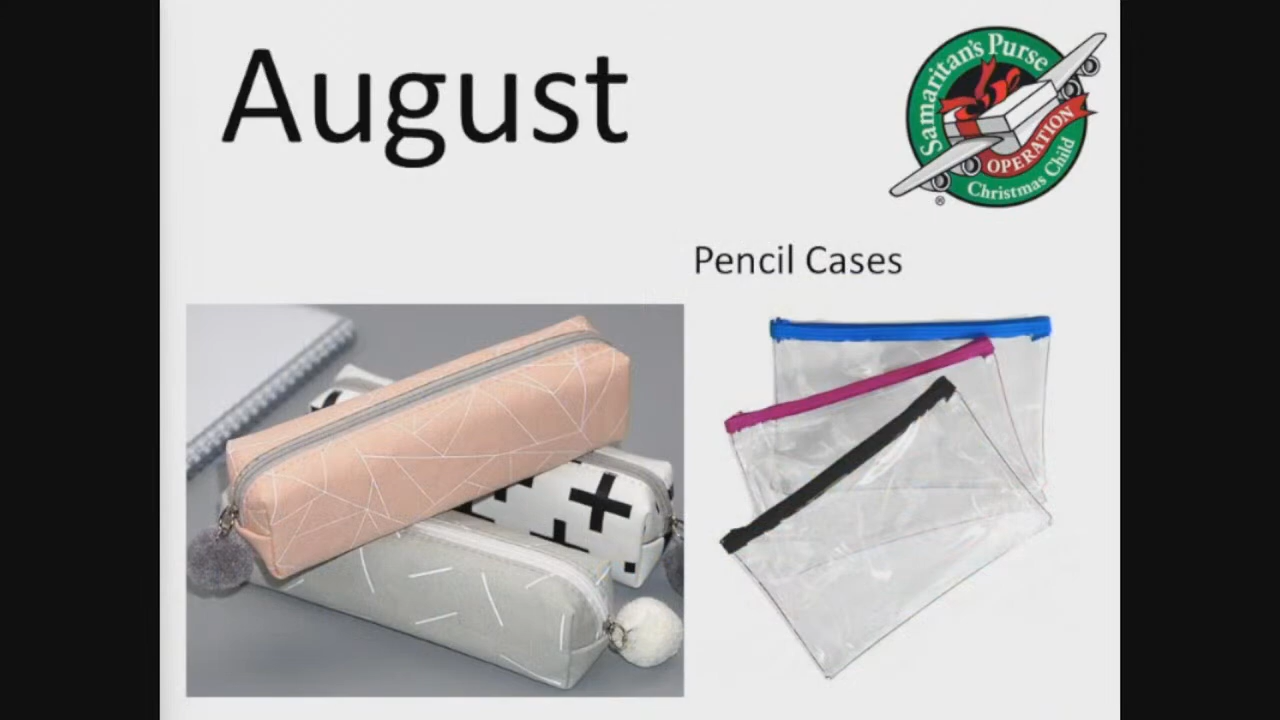 August
Samaritan's Purse
OPERATION
Christmas Child
®
Pencil Cases